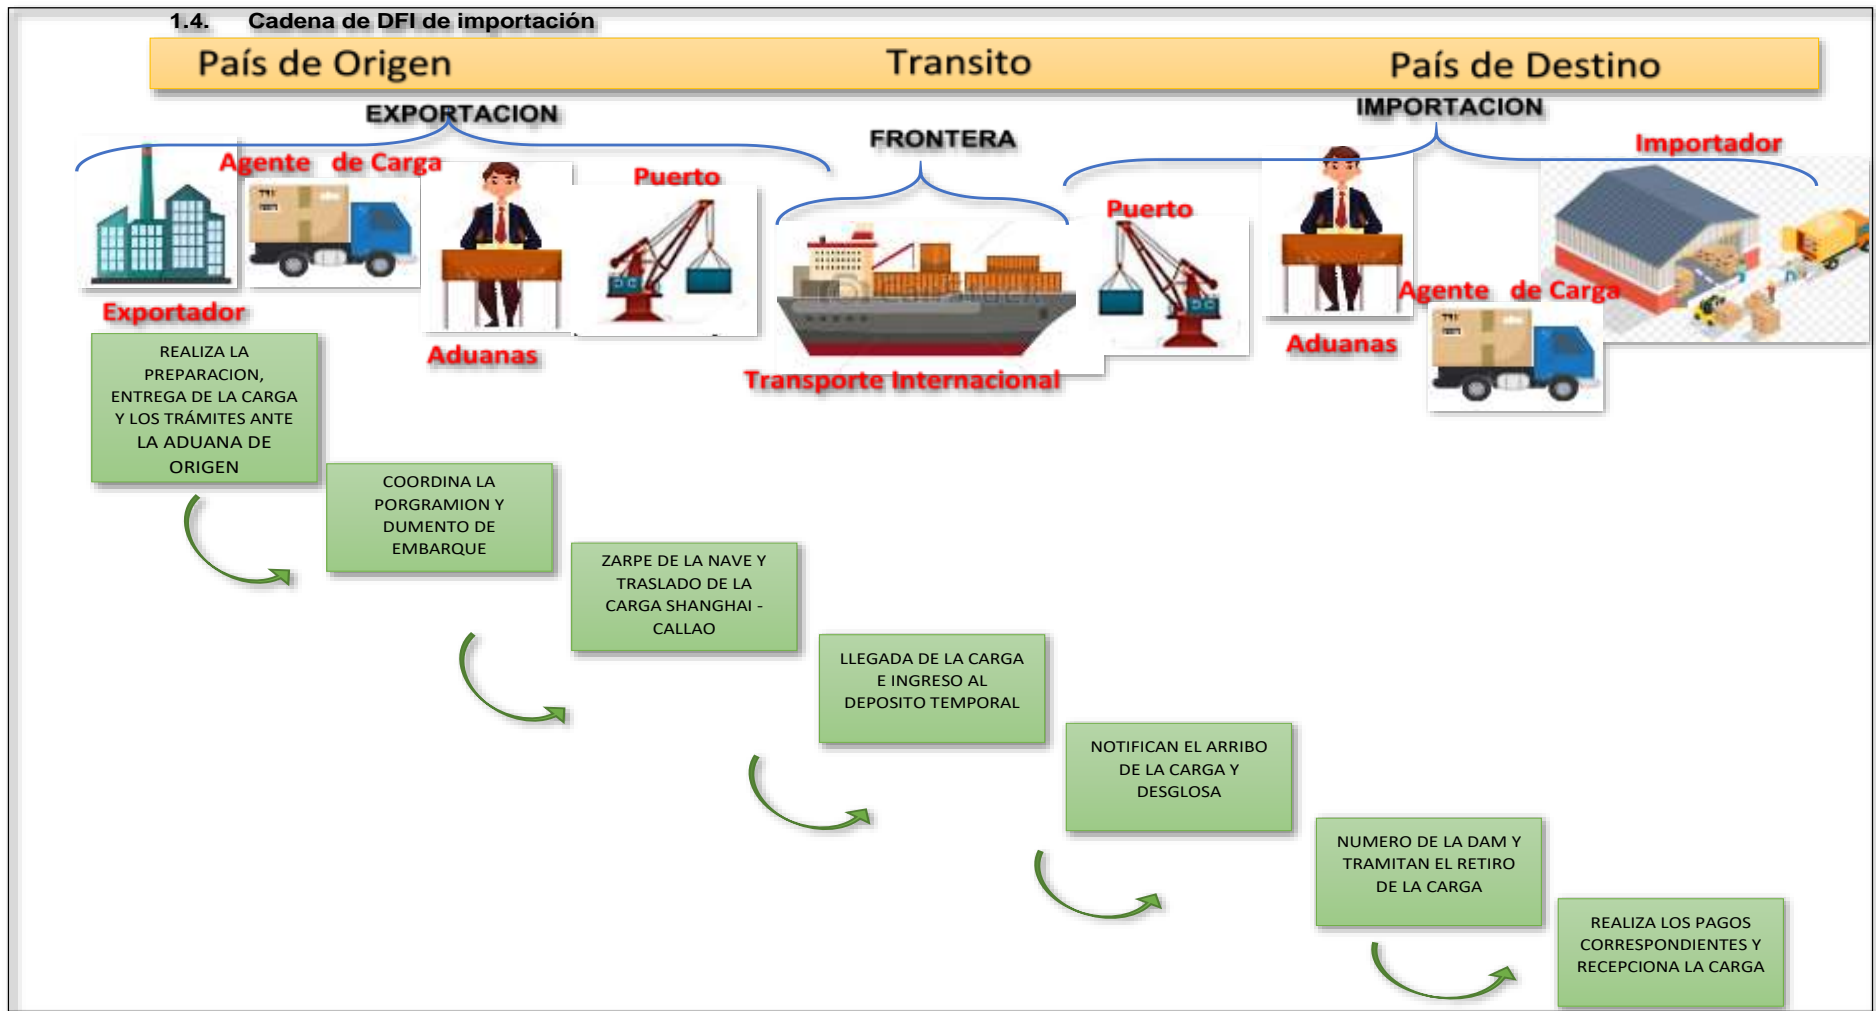 1.4. Cadena de DFI de importación
País de Origen
Transito
País de Destino
EXPORTACION
FRONTERA
IMPORTACION
Exportador
Agente de Carga
Aduanas
Puerto
Transporte Internacional
Puerto
Aduanas
Agente de Carga
Importador
REALIZA LA
PREPARACION,
ENTREGA DE LA CARGA
Y LOS TRÁMITES ANTE
LA ADUANA DE
ORIGEN
COORDINA LA
PORGRAMION Y
DUMENTO DE
EMBARQUE
ZARPE DE LA NAVE Y
TRASLADO DE LA
CARGA SHANGHAI -
CALLAO
LLEGADA DE LA CARGA
E INGRESO AL
DEPOSITO TEMPORAL
NOTIFICAN EL ARRIBO
DE LA CARGA Y
DESGLOSA
NUMERO DE LA DAM Y
TRAMITAN EL RETIRO
DE LA CARGA
REALIZA LOS PAGOS
CORRESPONDIENTES Y
RECEPCIONA LA CARGA